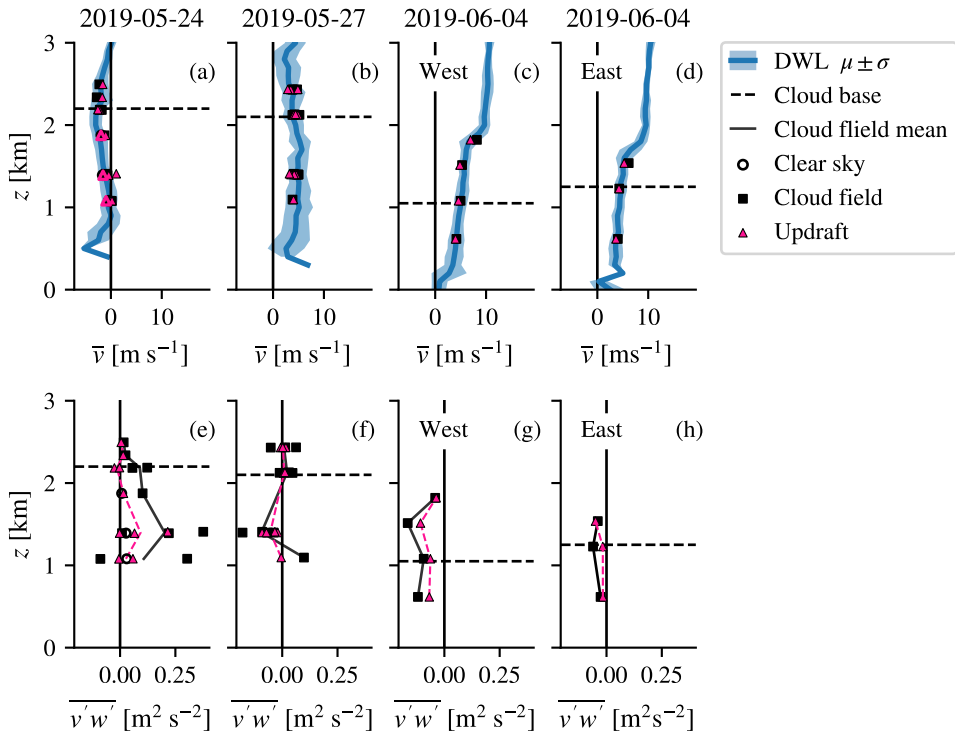 2019-05-24 2019-05-27 2019-06-04 2019-06-04
3 (a) (b) West (c) East (d)
2
1
0
z [km]
0 10 0 10 0 10 0 10
v̅ [m s⁻¹] v̅ [m s⁻¹] v̅ [m s⁻¹] v̅ [ms⁻¹]
DWL μ ± σ
Cloud base
Cloud flield mean
Clear sky
Cloud field
Updraft
3 (e) (f) West (g) East (h)
2
1
0
z [km]
0.00 0.25 0.00 0.25 0.00 0.25 0.00 0.25
v′w′ [m² s⁻²] v′w′ [m² s⁻²] v′w′ [m² s⁻²] v′w′ [m²s⁻²]